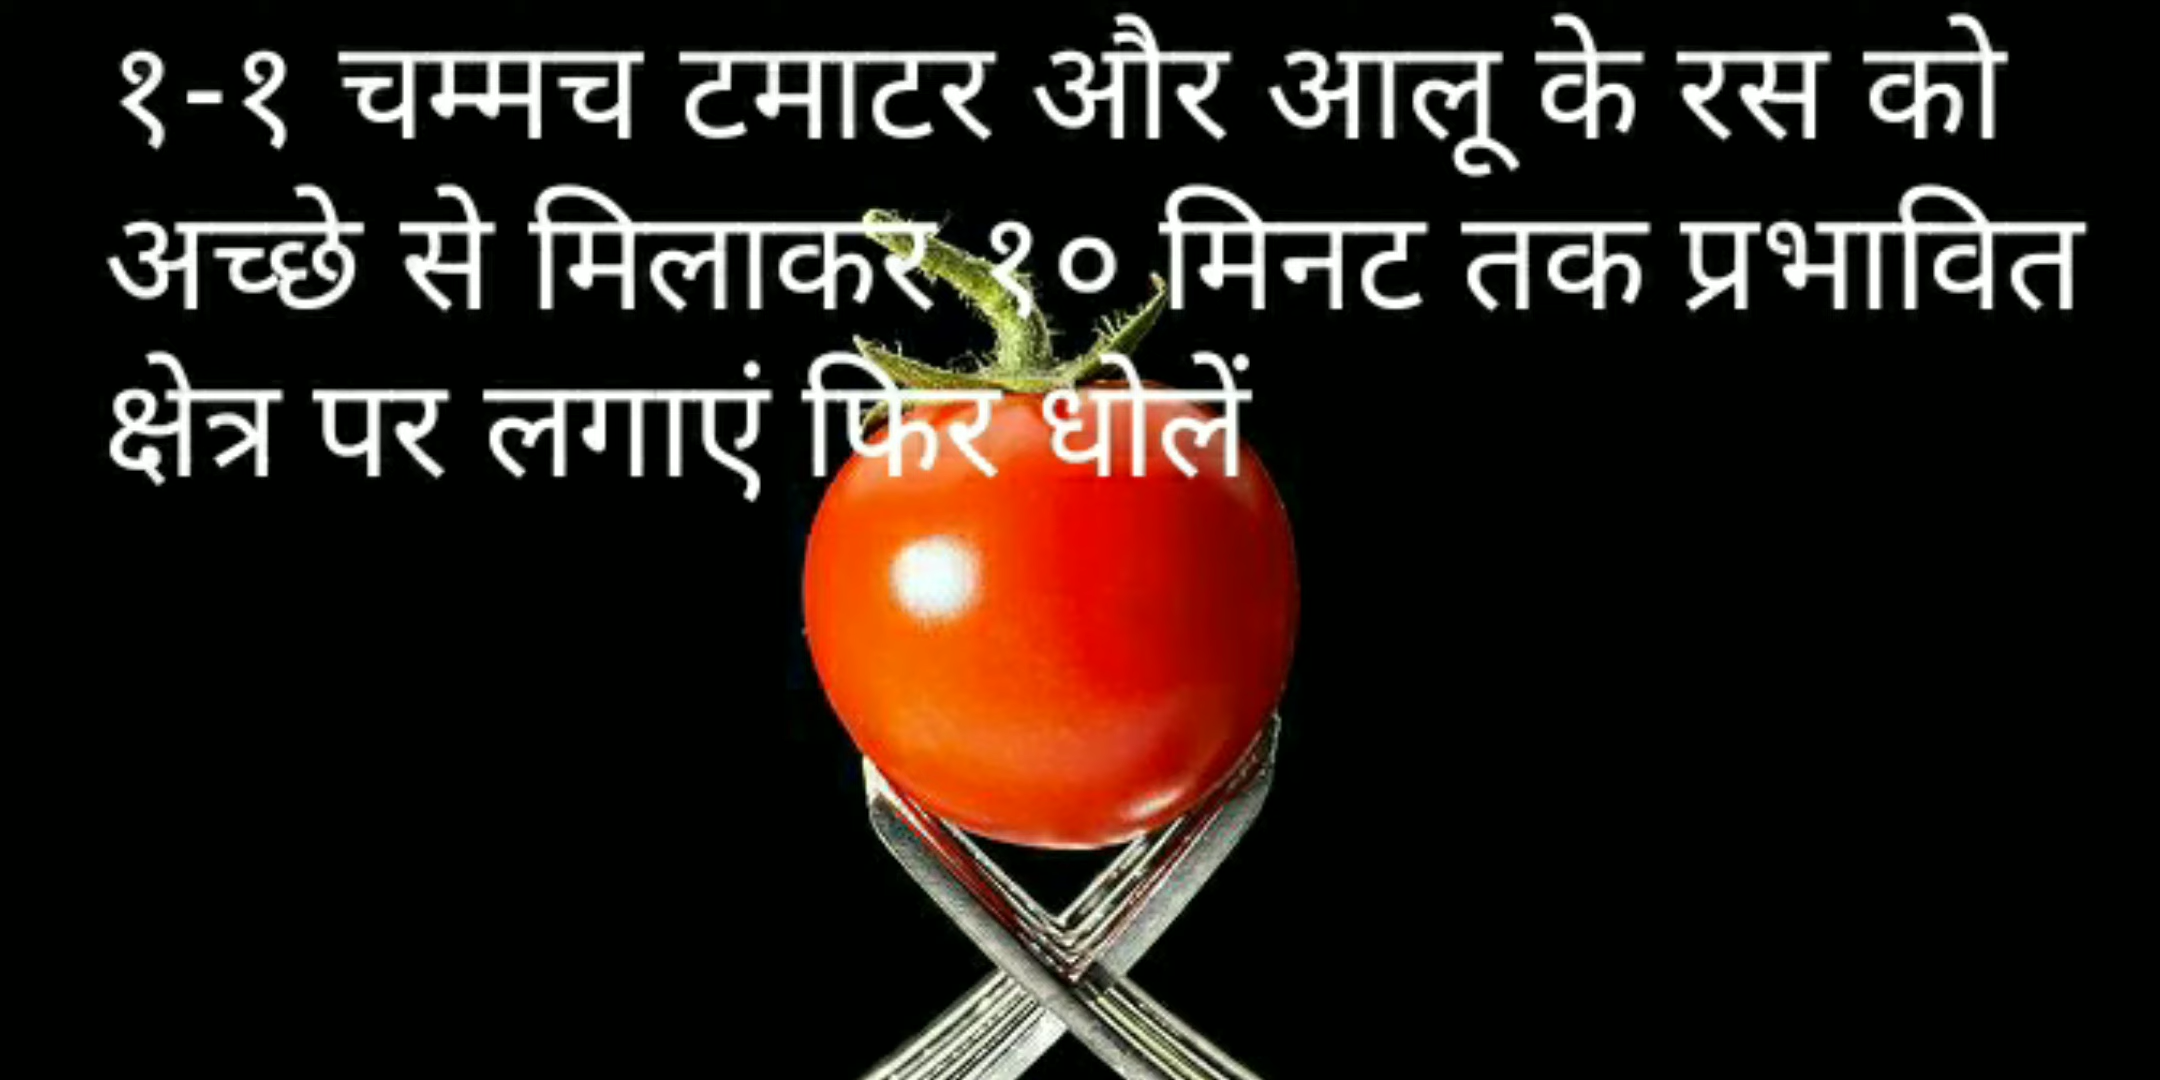 १-१ चम्मच टमाटर और आलू के रस को
अच्छे से मिलाकर १० मिनट तक प्रभावित
क्षेत्र पर लगाएं फिर धोलें